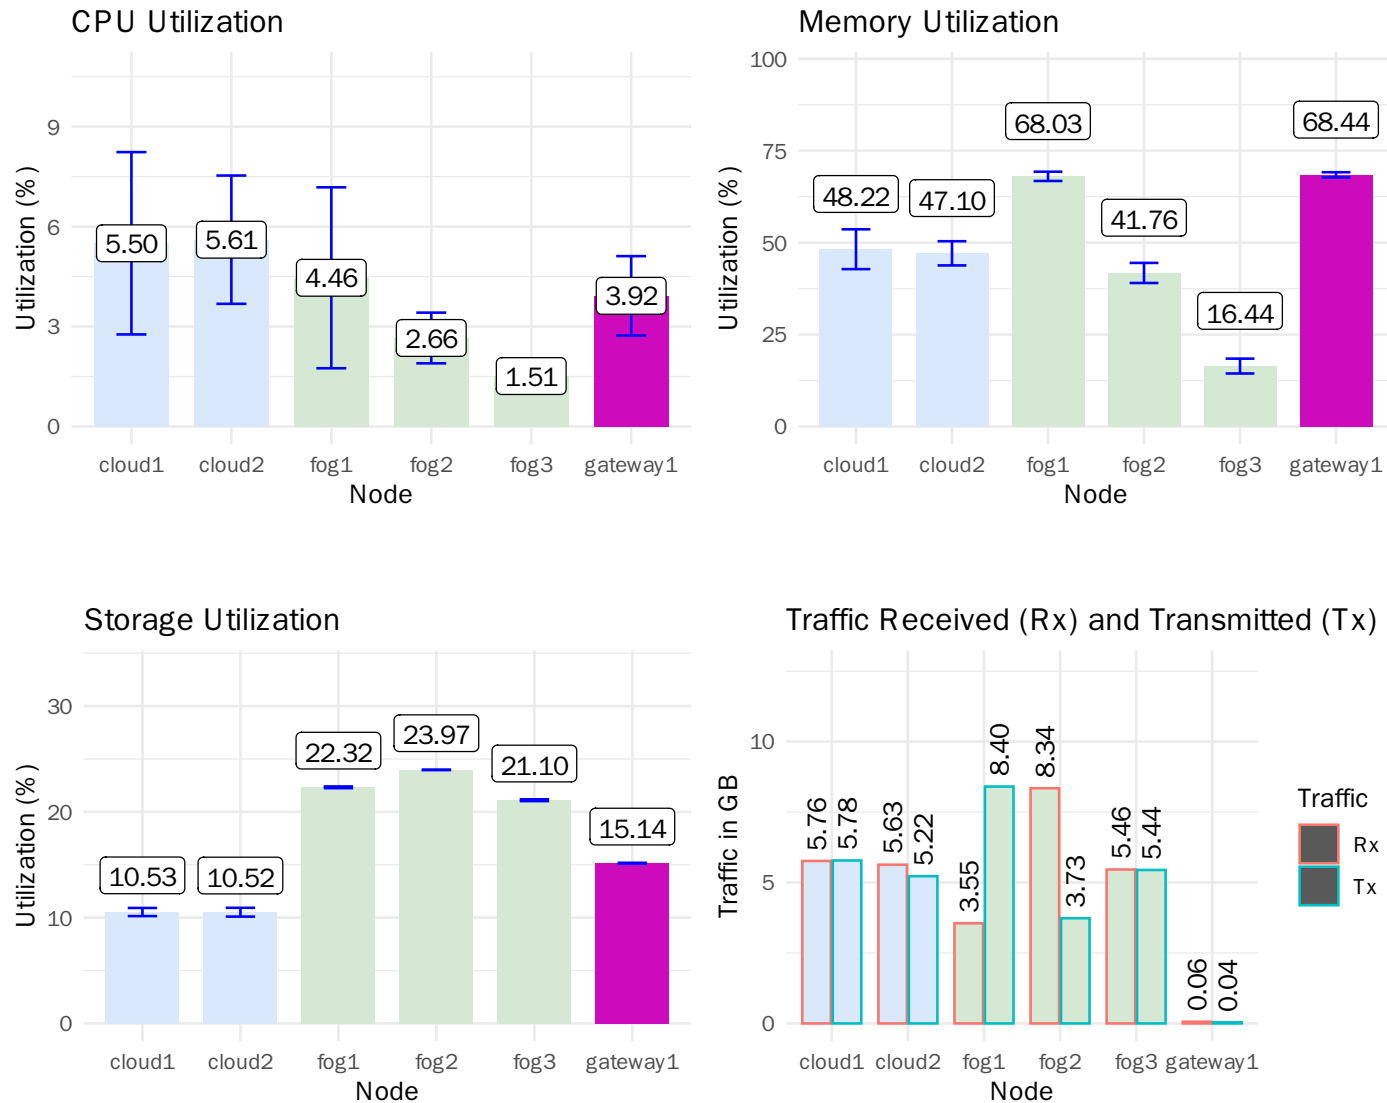 CPU Utilization
Utilization (%)
9
6
3
0
5.50
5.61
4.46
2.66
1.51
3.92
cloud1 cloud2 fog1 fog2 fog3 gateway1
Node
Memory Utilization
Utilization (%)
100
75
50
25
0
48.22
47.10
68.03
41.76
16.44
68.44
cloud1 cloud2 fog1 fog2 fog3 gateway1
Node
Storage Utilization
Utilization (%)
30
20
10
0
10.53
10.52
22.32
23.97
21.10
15.14
cloud1 cloud2 fog1 fog2 fog3 gateway1
Node
Traffic Received (Rx) and Transmitted (Tx)
Traffic in GB
10
5
0
5.76
5.78
5.63
5.22
3.55
8.40
8.34
3.73
5.46
5.44
0.06
0.04
cloud1 cloud2 fog1 fog2 fog3 gateway1
Node
Traffic
Rx
Tx